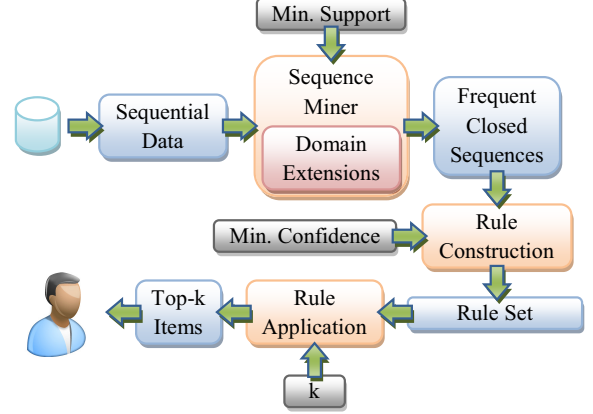 Min. Support
Sequential
Data
Sequence
Miner
Domain
Extensions
Frequent
Closed
Sequences
Min. Confidence
Rule
Construction
Top-k
Items
Rule
Application
Rule Set
k